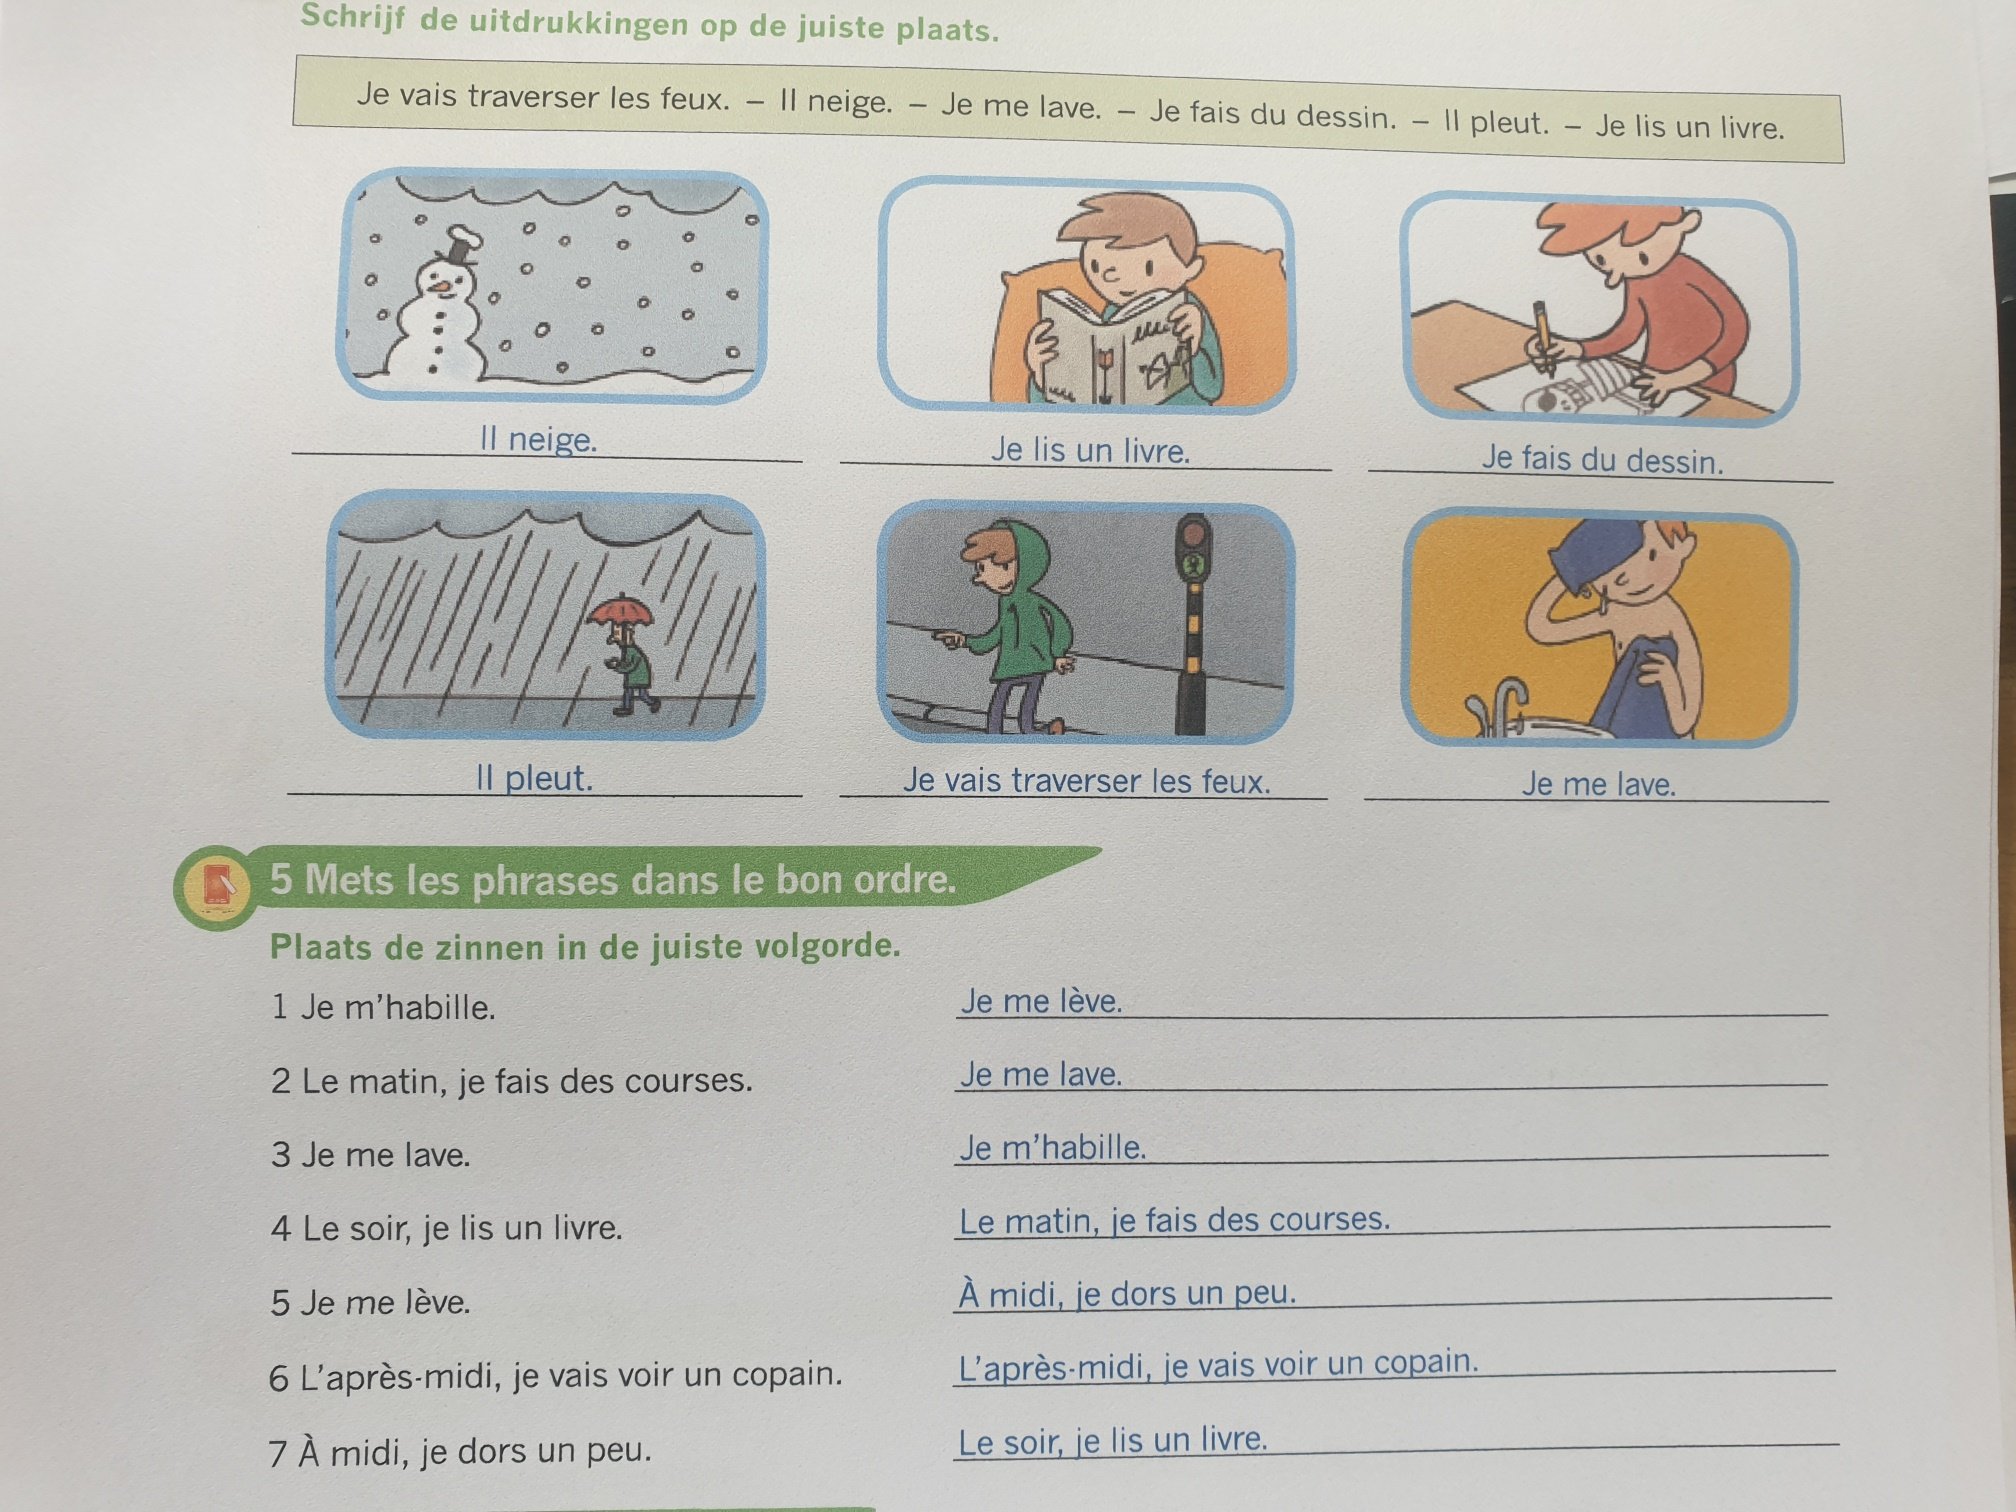 Schrijf de uitdrukkingen op de juiste plaats.
Je vais traverser les feux. – Il neige. – Je me lave. – Je fais du dessin. – Il pleut. – Je lis un livre.
Il neige.
Je lis un livre.
Je fais du dessin.
Il pleut.
Je vais traverser les feux.
Je me lave.
5 Mets les phrases dans le bon ordre.
Plaats de zinnen in de juiste volgorde.
1 Je m’habille.
Je me lève.
2 Le matin, je fais des courses.
Je me lave.
3 Je me lave.
Je m’habille.
4 Le soir, je lis un livre.
Le matin, je fais des courses.
5 Je me lève.
À midi, je dors un peu.
6 L’après-midi, je vais voir un copain.
L’après-midi, je vais voir un copain.
7 À midi, je dors un peu.
Le soir, je lis un livre.